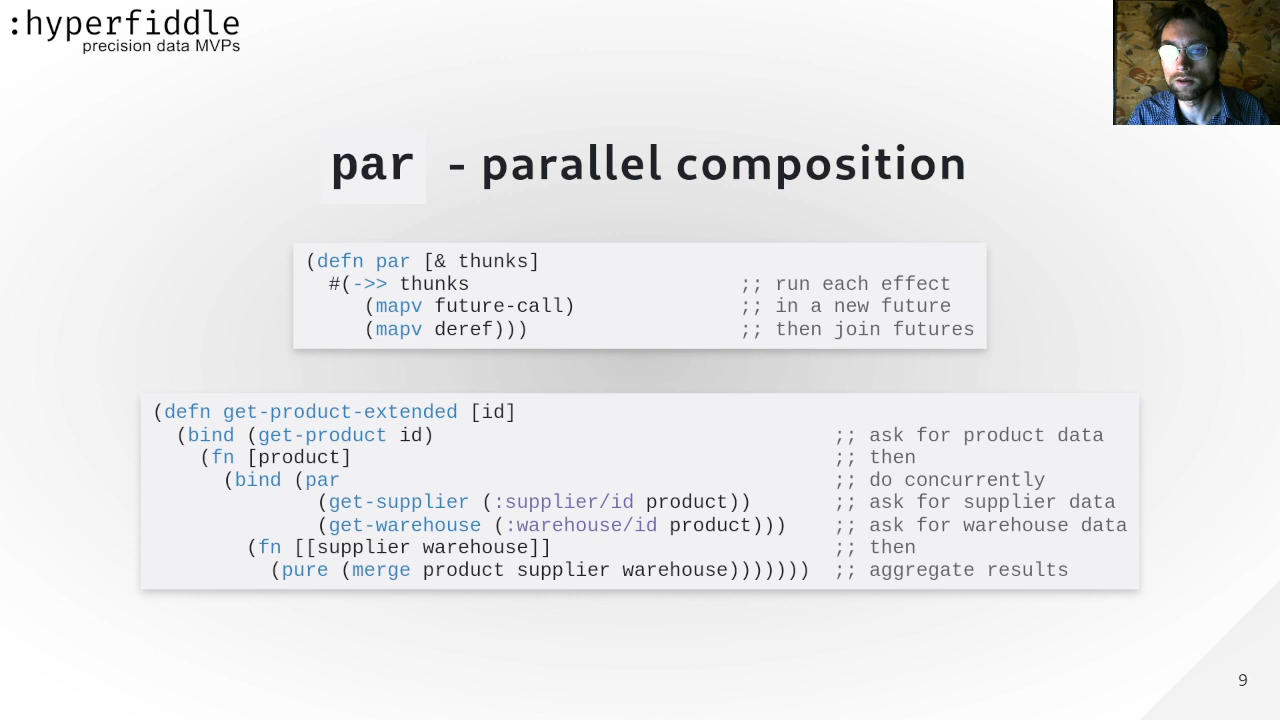 :hyperfiddle
precision data MVPs
par - parallel composition
(defn par [& thunks]
  #(->> thunks                       ;; run each effect
     (mapv future-call)              ;; in a new future
     (mapv deref)))                  ;; then join futures
(defn get-product-extended [id]
  (bind (get-product id)                                  ;; ask for product data
    (fn [product]                                         ;; then
      (bind (par                                          ;; do concurrently
              (get-supplier (:supplier/id product))       ;; ask for supplier data
              (get-warehouse (:warehouse/id product)))    ;; ask for warehouse data
        (fn [[supplier warehouse]]                        ;; then
          (pure (merge product supplier warehouse)))))))  ;; aggregate results
9